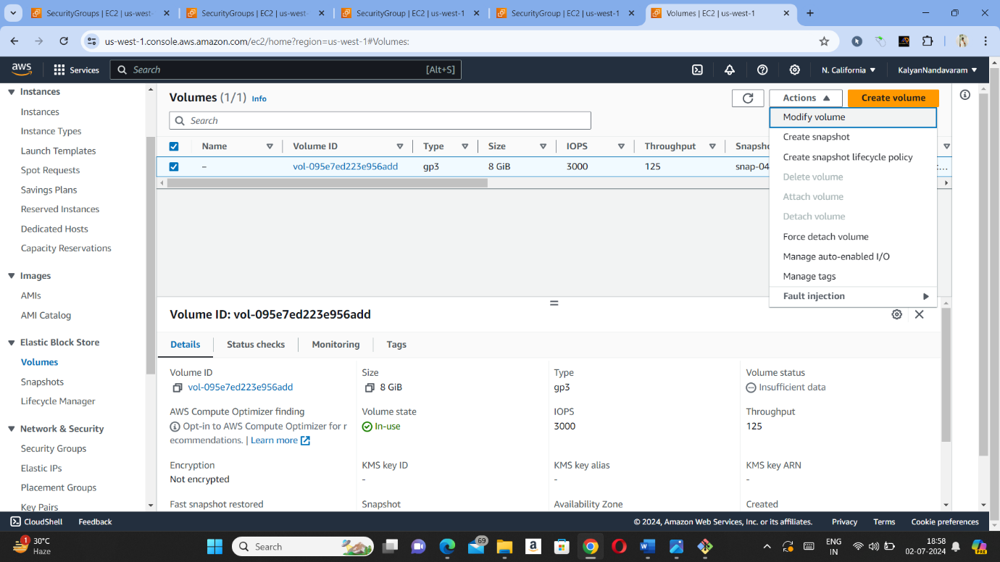 SecurityGroups | EC2 | us-west-
SecurityGroups | EC2 | us-west-
SecurityGroup | EC2 | us-west-1
SecurityGroup | EC2 | us-west-1
Volumes | EC2 | us-west-1
us-west-1.console.aws.amazon.com/ec2/home?region=us-west-1#Volumes:
aws
Services
Search
[Alt+S]
N. California
KalyanNandavaram
Instances
Instances
Instance Types
Launch Templates
Spot Requests
Savings Plans
Reserved Instances
Dedicated Hosts
Capacity Reservations
Images
AMIs
AMI Catalog
Elastic Block Store
Volumes
Snapshots
Lifecycle Manager
Network & Security
Security Groups
Elastic IPs
Placement Groups
Key Pairs
Volumes (1/1) Info
Actions
Create volume
Search
Modify volume
Create snapshot
Create snapshot lifecycle policy
Delete volume
Attach volume
Detach volume
Force detach volume
Manage auto-enabled I/O
Manage tags
Fault injection
Name Volume ID Type Size IOPS Throughput Snapsho
– vol-095e7ed223e956add gp3 8 GiB 3000 125 snap-04 :...
Volume ID: vol-095e7ed223e956add
Details Status checks Monitoring Tags
Volume ID
vol-095e7ed223e956add
Size
8 GiB
Type
gp3
Volume status
Insufficient data
AWS Compute Optimizer finding
Opt-in to AWS Compute Optimizer for r
ecommendations. | Learn more
Volume state
In-use
IOPS
3000
Throughput
125
Encryption
Not encrypted
KMS key ID
-
KMS key alias
-
KMS key ARN
-
Fast snapshot restored
Snapshot
Availability Zone
Created
CloudShell Feedback
© 2024, Amazon Web Services, Inc. or its affiliates. Privacy Terms Cookie preferences
1
30°C
Haze
Search
69
a
W
ENG
IN
18:58
02-07-2024
PRE